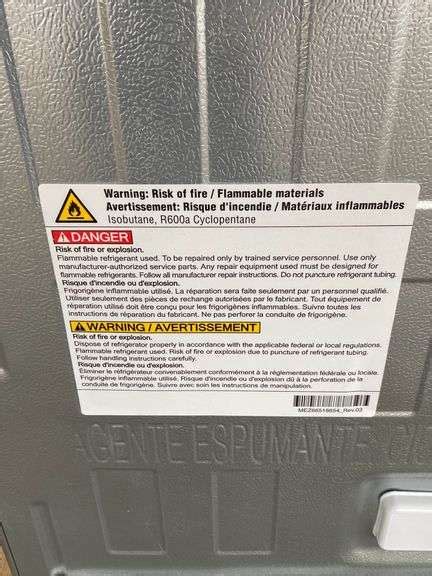 Warning: Risk of fire / Flammable materials
Avertissement: Risque d'incendie / Matériaux inflammables
Isobutane, R600a Cyclopentane
DANGER
Risk of fire or explosion.
Flammable refrigerant used. To be repaired only by trained service personnel. Use only
manufacturer-authorized service parts. Any repair equipment used must be designed for
flammable refrigerants. Follow all manufacturer repair instructions. Do not puncture refrigerant tubing.
Risque d'incendie ou d'explosion.
Frigorigène inflammable utilisé. La réparation sera faite seulement par un personnel qualifié.
Utiliser seulement des pièces de rechange autorisées par le fabricant. Tout équipement de
réparation utilisé doit être conçu pour les frigorigènes inflammables. Suivre toutes les
instructions de réparation du fabricant. Ne pas perforer la conduite de frigorigène.
WARNING / AVERTISSEMENT
Risk of fire or explosion.
Dispose of refrigerator properly in accordance with the applicable federal or local regulations.
Flammable refrigerant used. Risk of fire or explosion due to puncture of refrigerant tubing.
Follow handling instructions carefully.
Risque d'incendie ou d'explosion.
Éliminer le réfrigérateur convenablement conformément à la réglementation fédérale ou locale.
Frigorigène inflammable utilisé. Risque d'incendie ou d'explosion dû à la perforation de la
conduite de frigorigène. Suivre avec soin les instructions de manipulation.
MEZ66518654_Rev.03
AGENTE ESPUMANTE